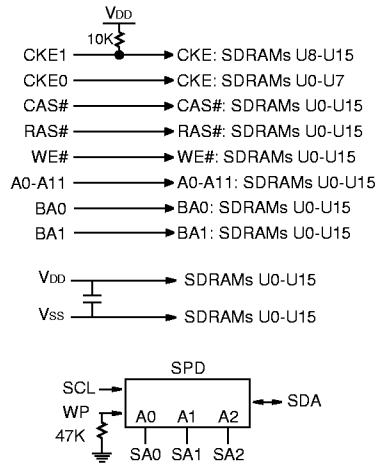 VDD
10K
CKE1 CKE: SDRAMs U8-U15
CKE0 CKE: SDRAMs U0-U7
CAS# CAS#: SDRAMs U0-U15
RAS# RAS#: SDRAMs U0-U15
WE# WE#: SDRAMs U0-U15
A0-A11 A0-A11: SDRAMs U0-U15
BA0 BA0: SDRAMs U0-U15
BA1 BA1: SDRAMs U0-U15
VDD SDRAMs U0-U15
VSS SDRAMs U0-U15
SPD
SCL
SDA
WP A0 A1 A2
47K
SA0 SA1 SA2